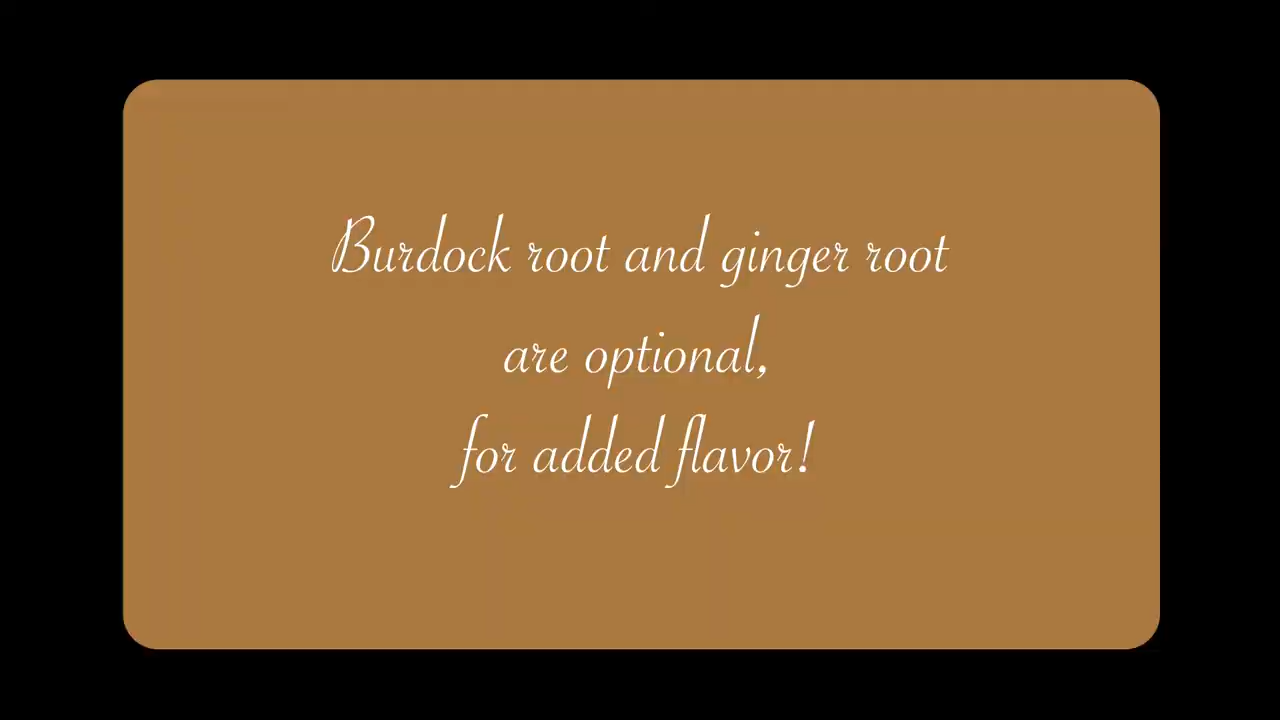 Burdock root and ginger root
are optional,
for added flavor!